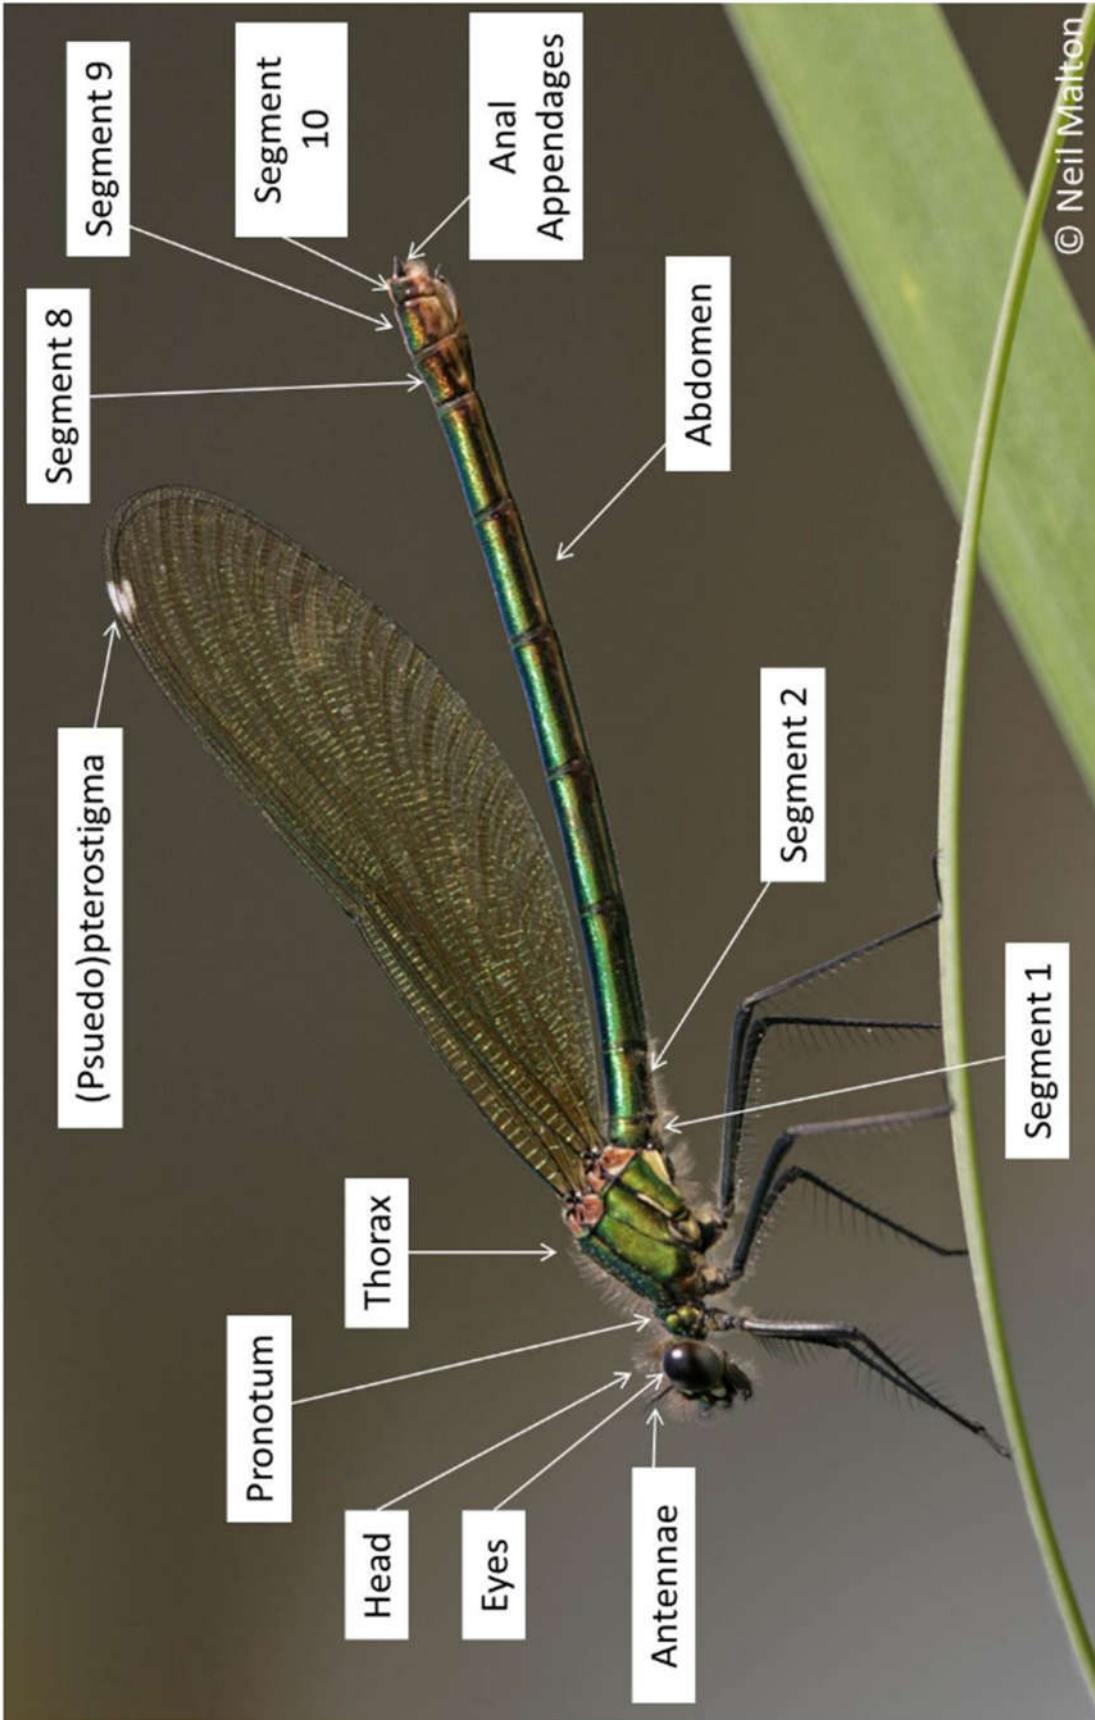 (Psuedo)pterostigma
Segment 8
Segment 9
Pronotum
Segment
10
Head
Thorax
Eyes
Anal
Appendages
Antennae
Abdomen
Segment 2
Segment 1
© Neil Malton